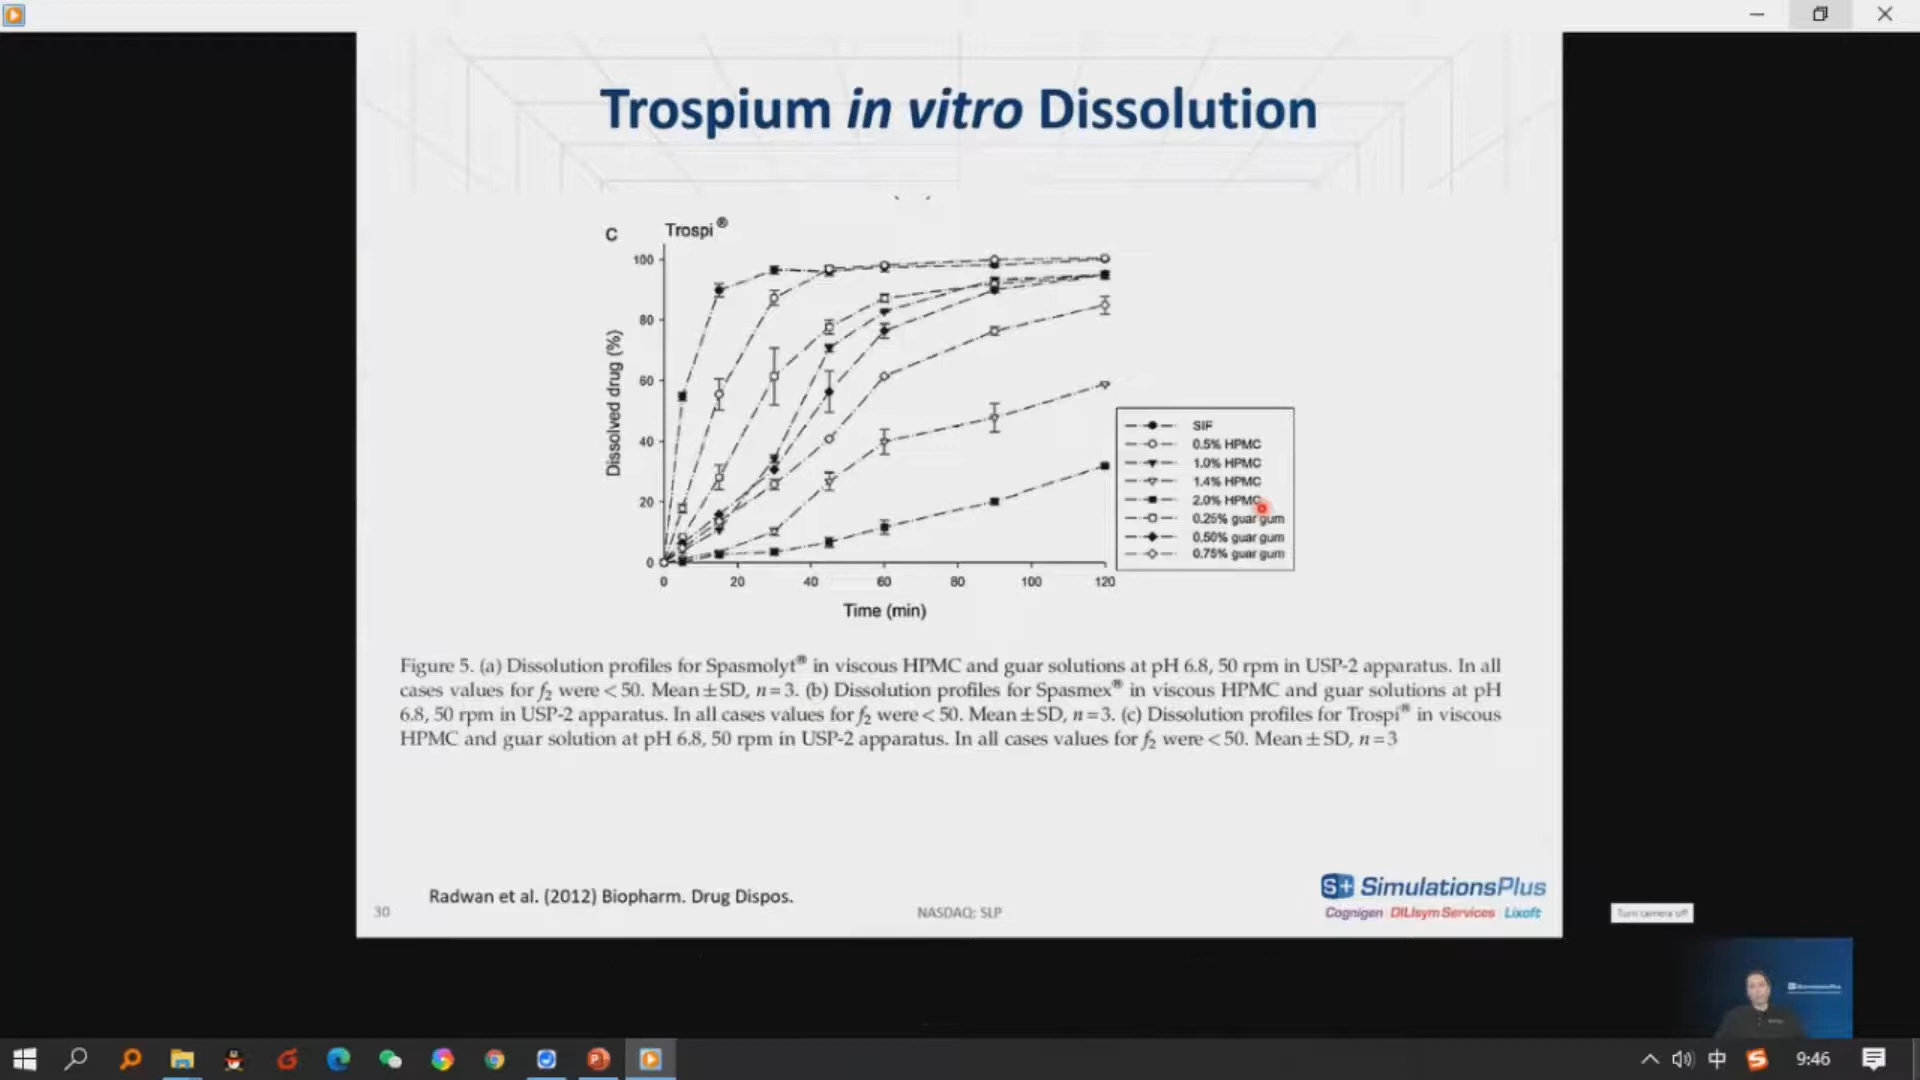 Trospium in vitro Dissolution
C Trospi®
100
80
60
40
20
0
Dissolved drug (%)
0 20 40 60 80 100 120
Time (min)
SIF
0.5% HPMC
1.0% HPMC
1.4% HPMC
2.0% HPMC
0.25% guar gum
0.50% guar gum
0.75% guar gum
Figure 5. (a) Dissolution profiles for Spasmolyt® in viscous HPMC and guar solutions at pH 6.8, 50 rpm in USP-2 apparatus. In all
cases values for f2 were < 50. Mean ± SD, n = 3. (b) Dissolution profiles for Spasmex® in viscous HPMC and guar solutions at pH
6.8, 50 rpm in USP-2 apparatus. In all cases values for f2 were < 50. Mean ± SD, n = 3. (c) Dissolution profiles for Trospi® in viscous
HPMC and guar solution at pH 6.8, 50 rpm in USP-2 apparatus. In all cases values for f2 were < 50. Mean ± SD, n = 3
Radwan et al. (2012) Biopharm. Drug Dispos.
30
NASDAQ: SLP
S+ SimulationsPlus
Cognigen DILIsym Services Lixoft
Turn camera off
中
9:46